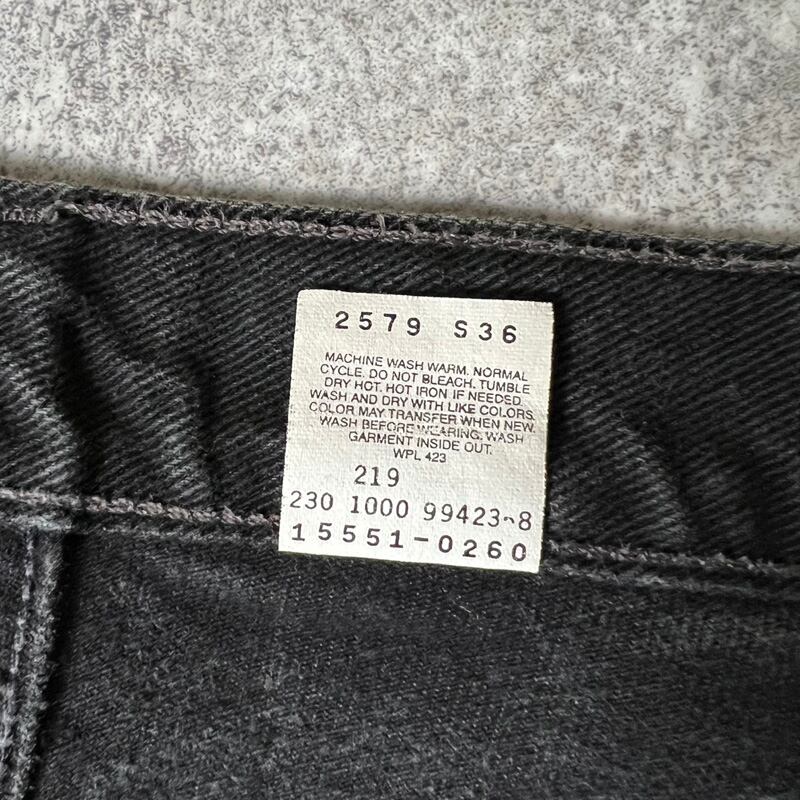 2579 S36
MACHINE WASH WARM. NORMAL
CYCLE. DO NOT BLEACH. TUMBLE
DRY HOT. HOT IRON IF NEEDED.
WASH AND DRY WITH LIKE COLORS.
COLOR MAY TRANSFER WHEN NEW.
WASH BEFORE WEARING. WASH
GARMENT INSIDE OUT.
WPL 423
219
230 1000 99423-8
15551-0260